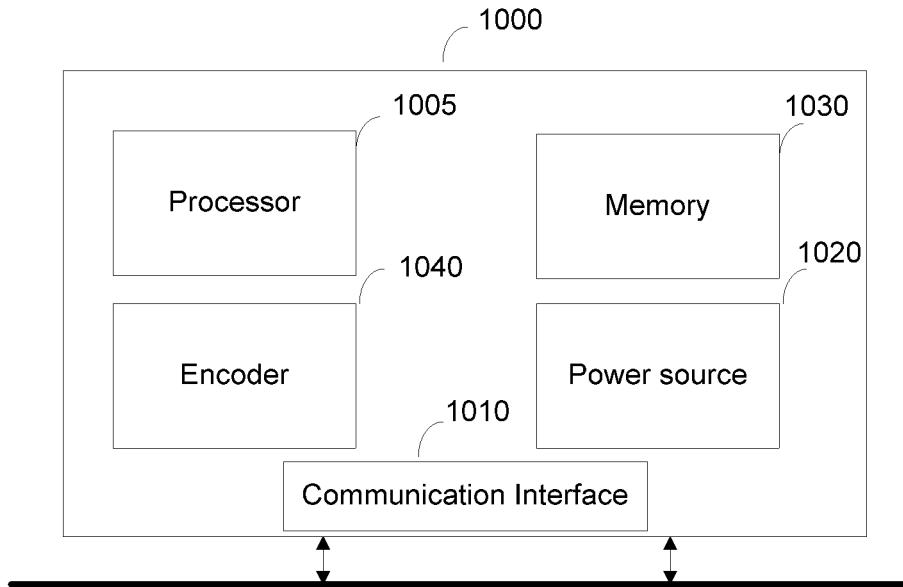 1000
1005
Processor
1030
Memory
1040
Encoder
1020
Power source
1010
Communication Interface